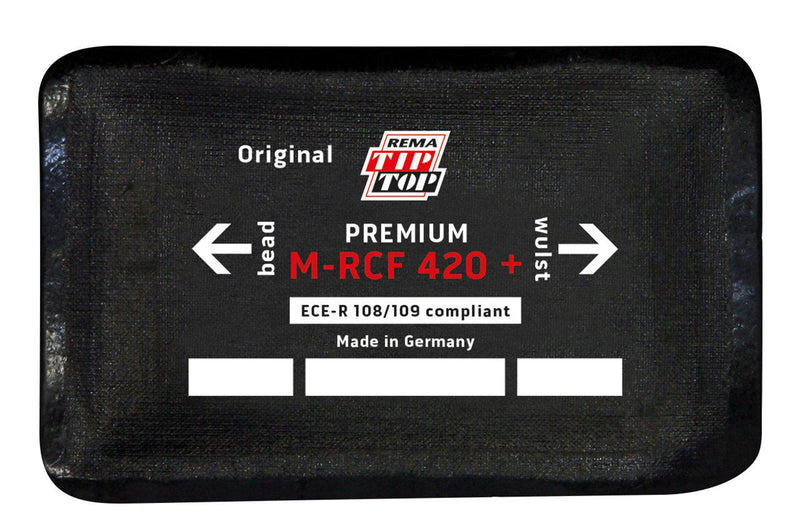 Original
REMA
TIP
TOP
bead
PREMIUM
M-RCF 420 +
wulst
ECE-R 108/109 compliant
Made in Germany